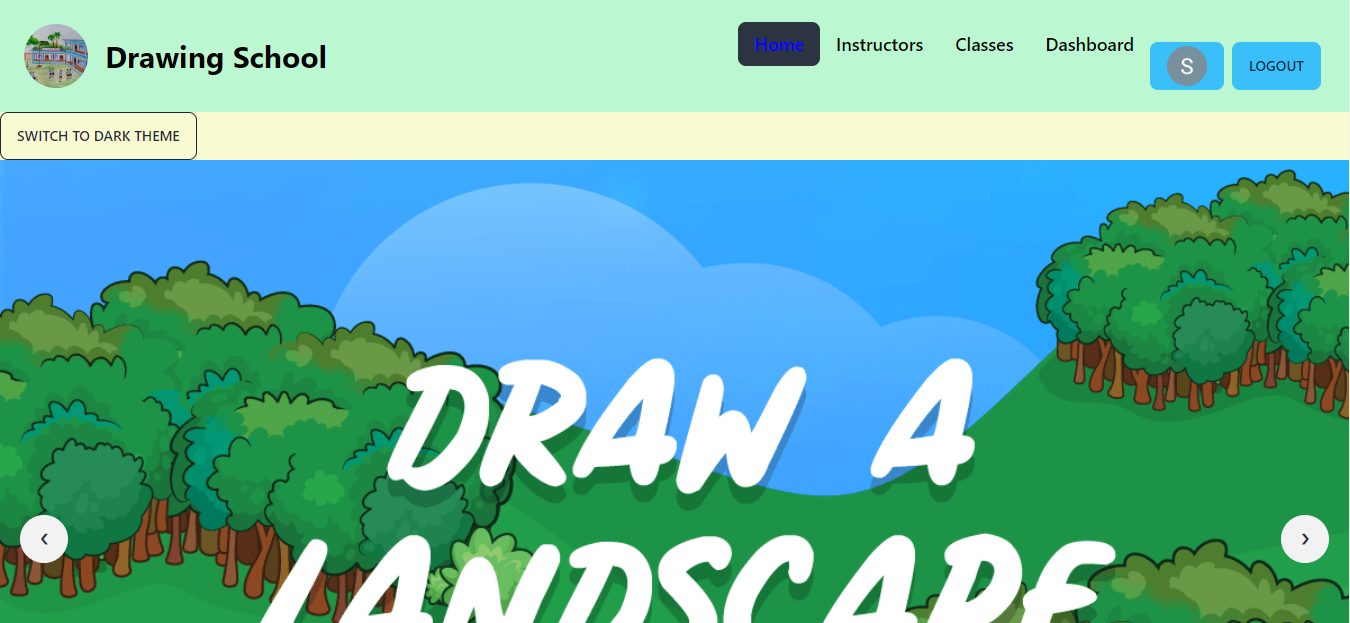 Drawing School
Home Instructors Classes Dashboard
S LOGOUT
SWITCH TO DARK THEME
DRAW A
LANDSCAPE